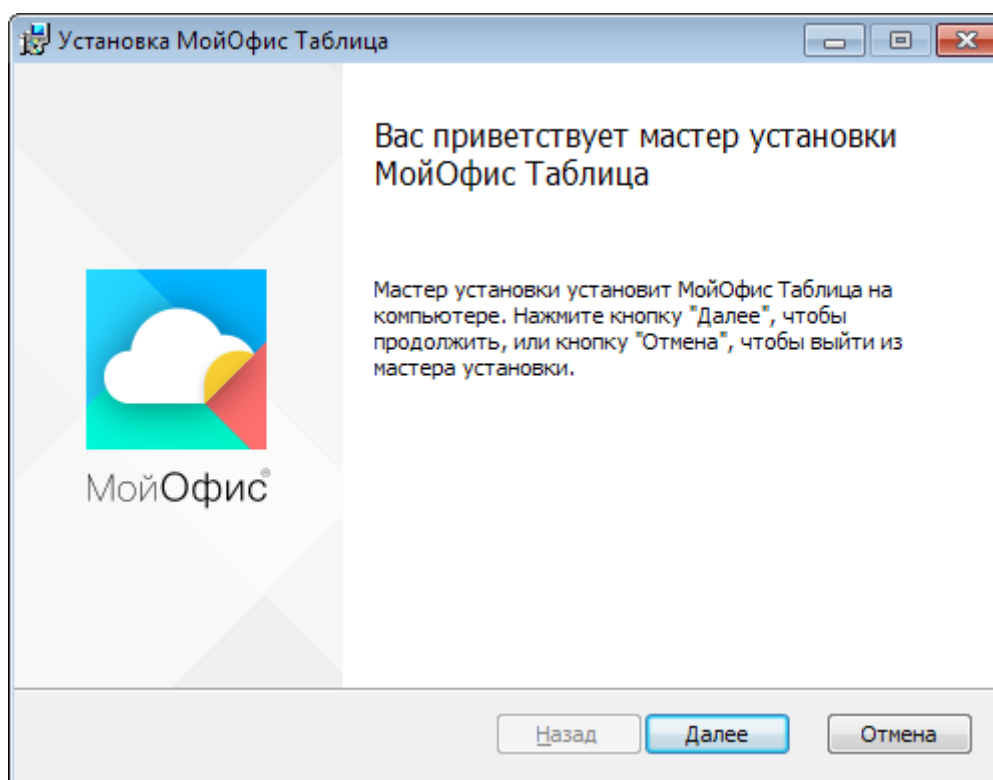 Установка МойОфис Таблица
Вас приветствует мастер установки
МойОфис Таблица
Мастер установки установит МойОфис Таблица на
компьютере. Нажмите кнопку "Далее", чтобы
продолжить, или кнопку "Отмена", чтобы выйти из
мастера установки.
МойОфис®
Назад
Далее
Отмена